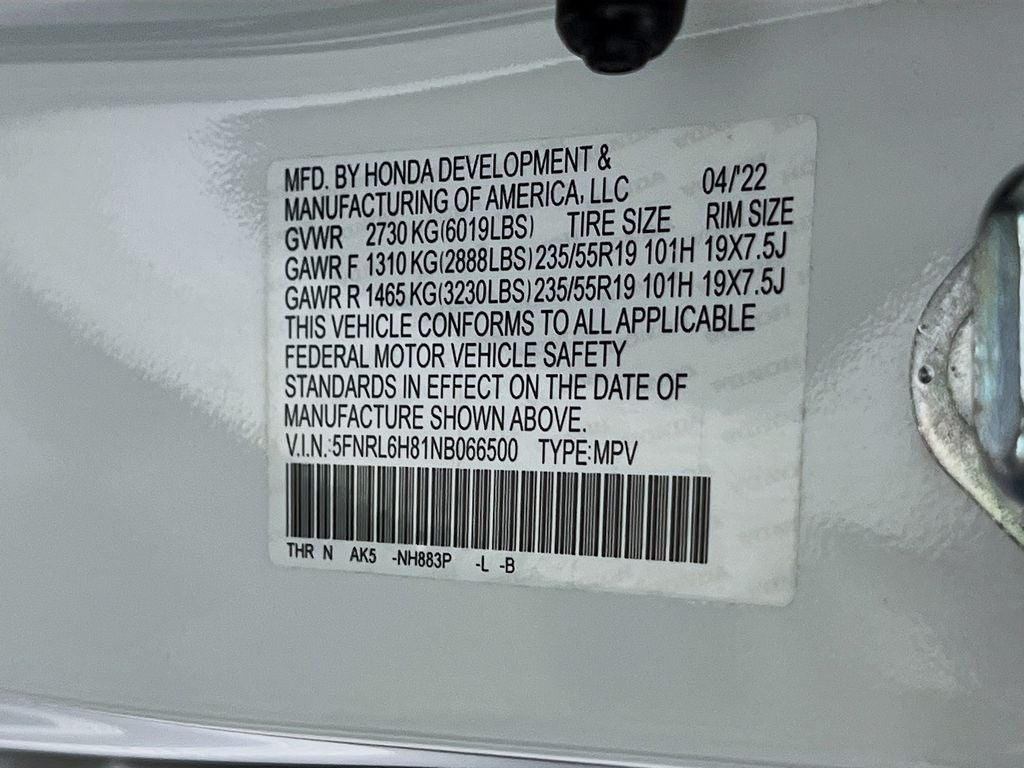 MFD. BY HONDA DEVELOPMENT &
MANUFACTURING OF AMERICA, LLC 04/'22
GVWR 2730 KG(6019LBS) TIRE SIZE RIM SIZE
GAWR F 1310 KG(2888LBS) 235/55R19 101H 19X7.5J
GAWR R 1465 KG(3230LBS) 235/55R19 101H 19X7.5J
THIS VEHICLE CONFORMS TO ALL APPLICABLE
FEDERAL MOTOR VEHICLE SAFETY
STANDARDS IN EFFECT ON THE DATE OF
MANUFACTURE SHOWN ABOVE.
V.I.N.:5FNRL6H81NB066500 TYPE:MPV
THR N AK5 -NH883P -L -B